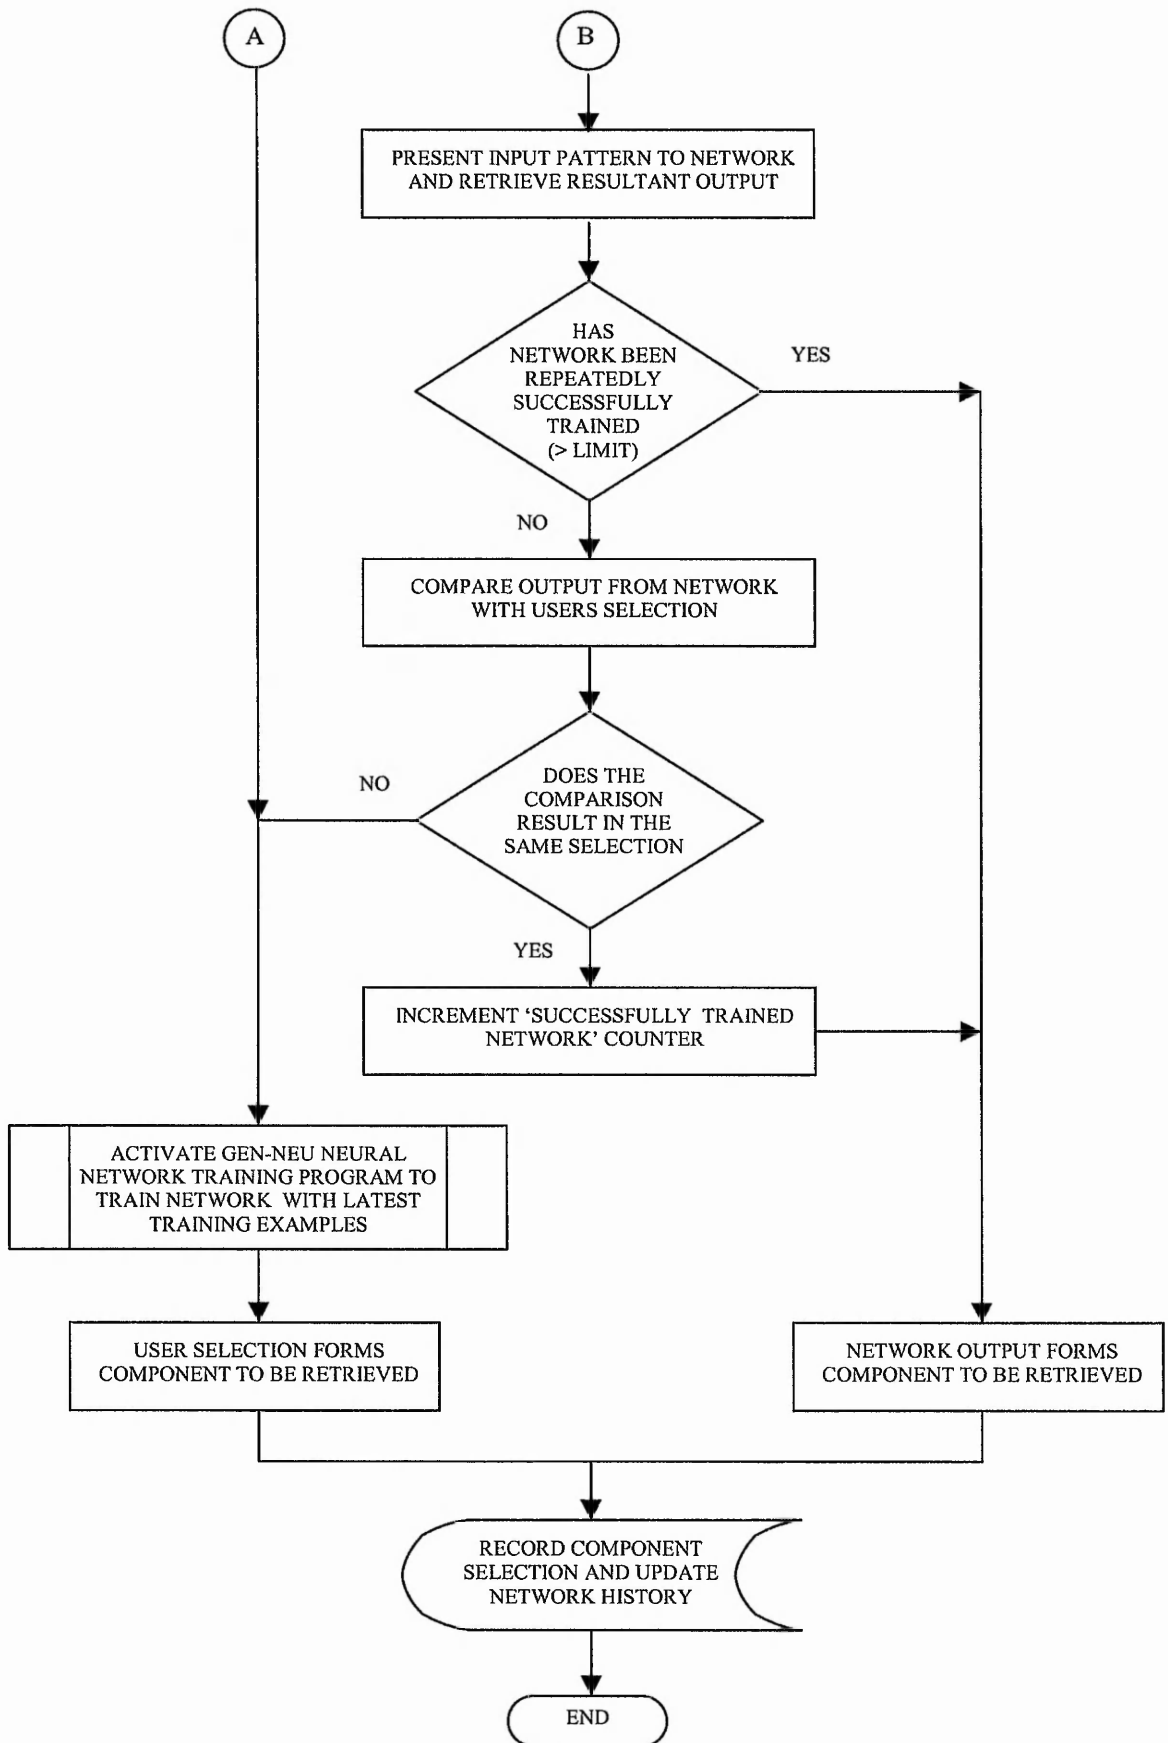 A
B
PRESENT INPUT PATTERN TO NETWORK
AND RETRIEVE RESULTANT OUTPUT
HAS
NETWORK BEEN
REPEATEDLY
SUCCESSFULLY
TRAINED
(> LIMIT)
YES
NO
COMPARE OUTPUT FROM NETWORK
WITH USERS SELECTION
DOES THE
COMPARISON
RESULT IN THE
SAME SELECTION
NO
YES
INCREMENT ‘SUCCESSFULLY TRAINED
NETWORK’ COUNTER
ACTIVATE GEN-NEU NEURAL
NETWORK TRAINING PROGRAM TO
TRAIN NETWORK WITH LATEST
TRAINING EXAMPLES
USER SELECTION FORMS
COMPONENT TO BE RETRIEVED
NETWORK OUTPUT FORMS
COMPONENT TO BE RETRIEVED
RECORD COMPONENT
SELECTION AND UPDATE
NETWORK HISTORY
END